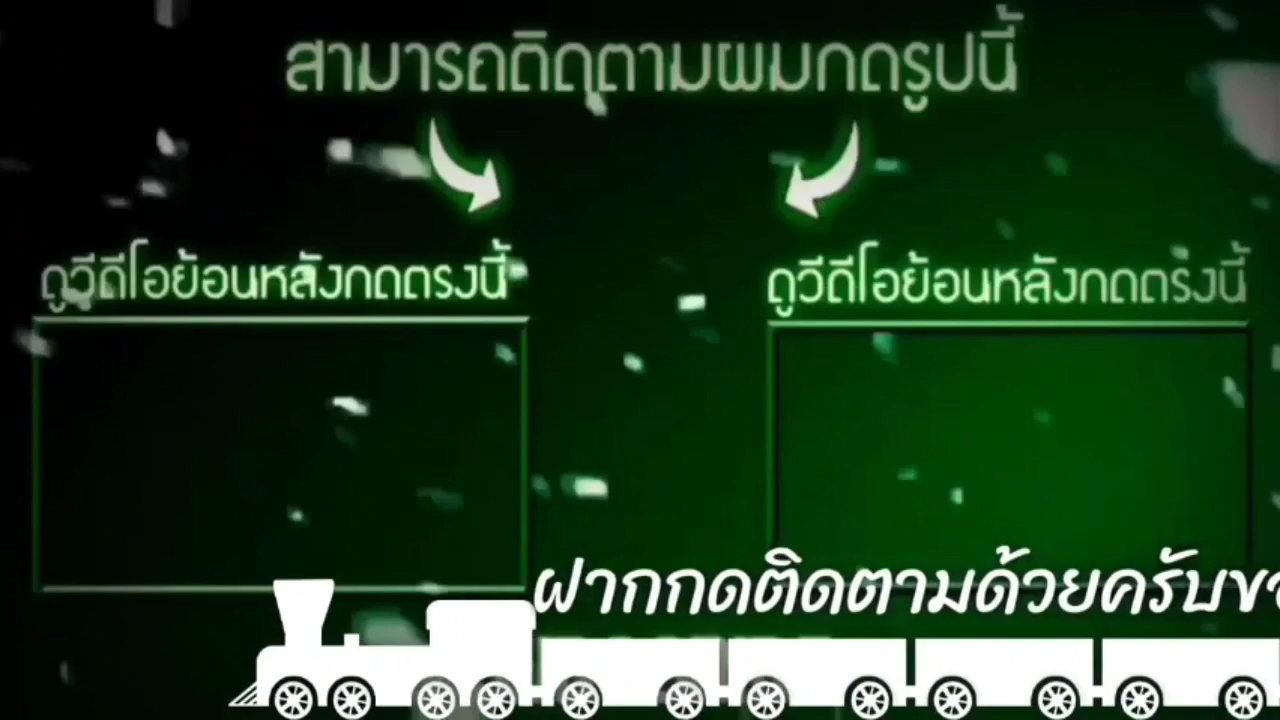 สามารถติดตามผมกดรูปนี้
ดูวีดีโอย้อนหลังกดตรงนี้
ดูวีดีโอย้อนหลังกดตรงนี้
ฝากกดติดตามด้วยครับ